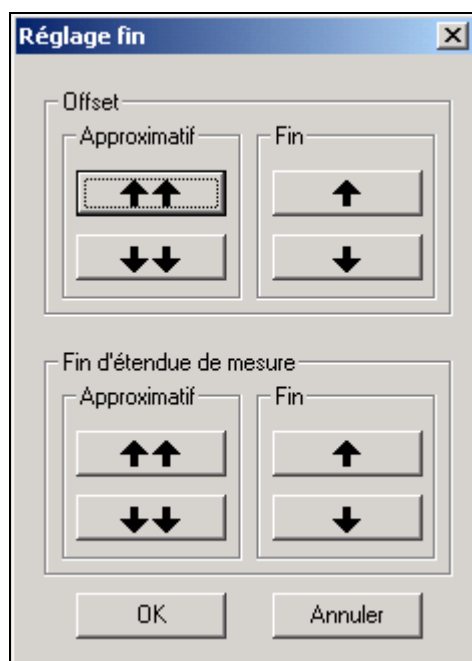 Réglage fin
Offset
Approximatif Fin
Fin d'étendue de mesure
Approximatif Fin
OK Annuler